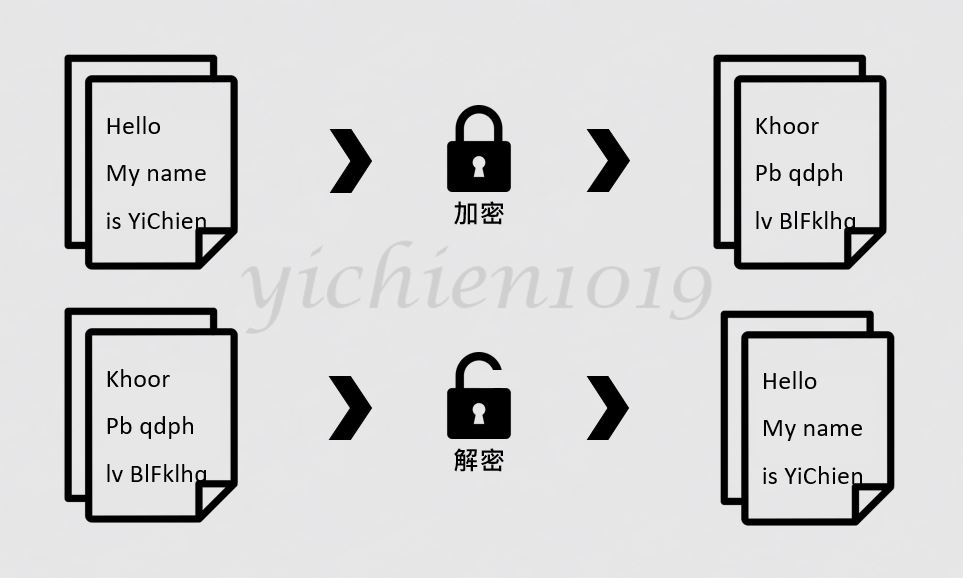 Hello
My name
is YiChien
加密
Khoor
Pb qdph
lv BlFklhq
yichien1019
Khoor
Pb qdph
lv BlFklhq
解密
Hello
My name
is YiChien